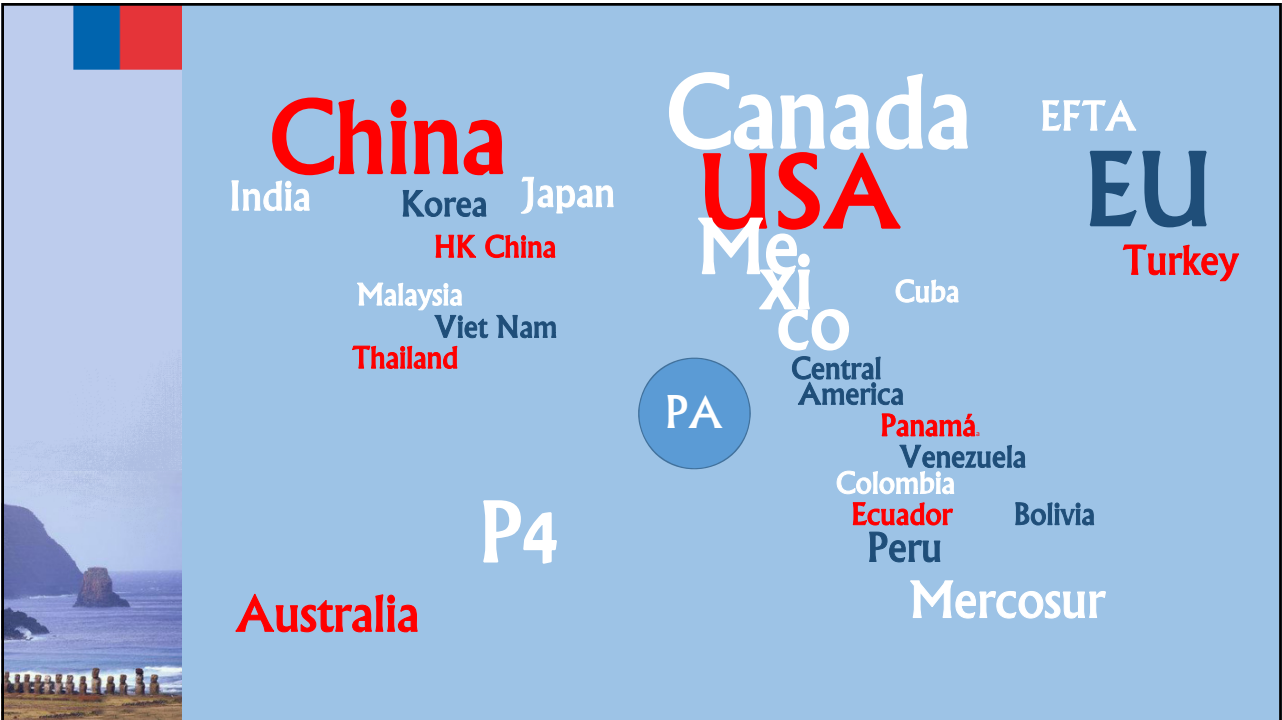 China
Canada
EFTA
USA
EU
India
Korea
Japan
HK China
Me
xi
co
Turkey
Malaysia
Cuba
Viet Nam
Thailand
Central
America
PA
Panamá
Venezuela
Colombia
Ecuador
Bolivia
P4
Peru
Mercosur
Australia